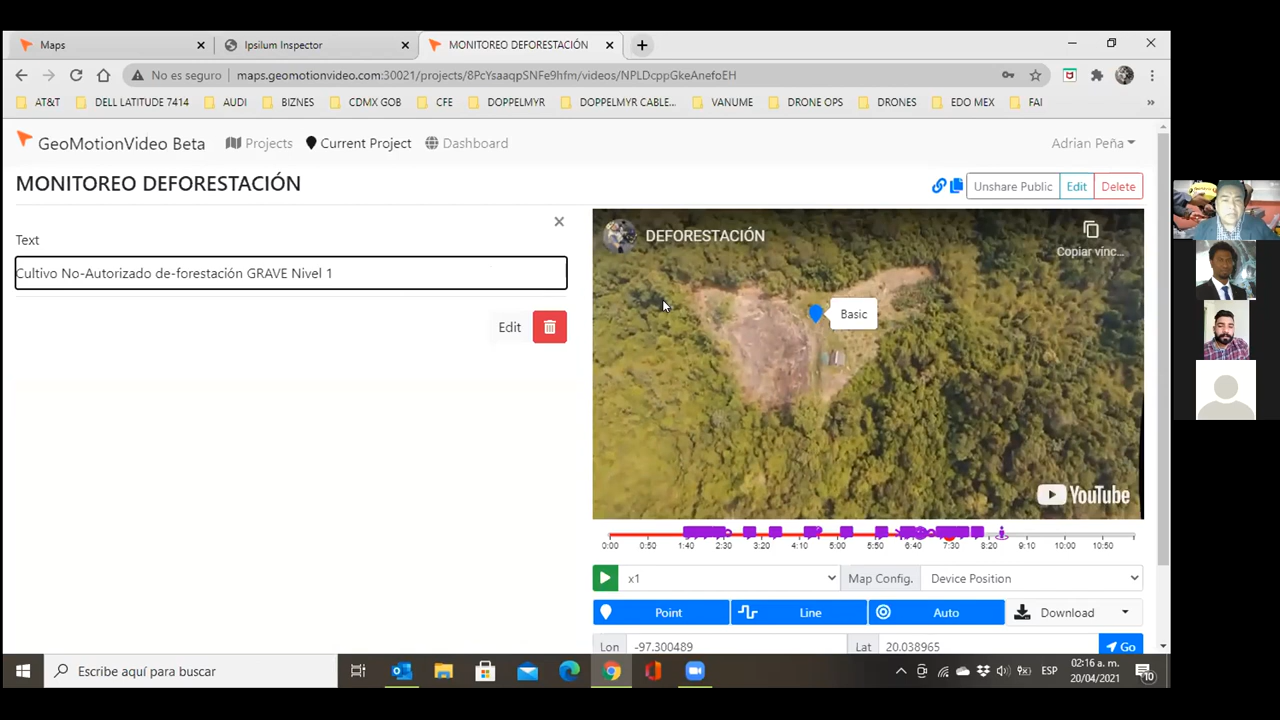 Maps
Ipsilum Inspector
MONITOREO DEFORESTACIÓN
No es seguro
maps.geomotionvideo.com:30021/projects/8PcYsaaqpSNFe9hfm/videos/NPLDcppGkeAnefoEH
AT&T
DELL LATITUDE 7414
AUDI
BIZNES
CDMX GOB
CFE
DOPPELMYR
DOPPELMYR CABLE...
VANUME
DRONE OPS
DRONES
EDO MEX
FAI
»
GeoMotionVideo Beta
Projects
Current Project
Dashboard
Adrian Peña
MONITOREO DEFORESTACIÓN
Unshare Public
Edit
Delete
Text
Cultivo No-Autorizado de-forestación GRAVE Nivel 1
Edit
DEFORESTACIÓN
Copiar vínc...
Basic
YouTube
0:00 0:50 1:40 2:30 3:20 4:10 5:00 5:50 6:40 7:30 8:20 9:10 10:00 10:50
x1
Map Config.
Device Position
Point
Line
Auto
Download
Lon
-97.300489
Lat
20.038965
Go
Escribe aquí para buscar
ESP
02:16 a. m.
20/04/2021
10